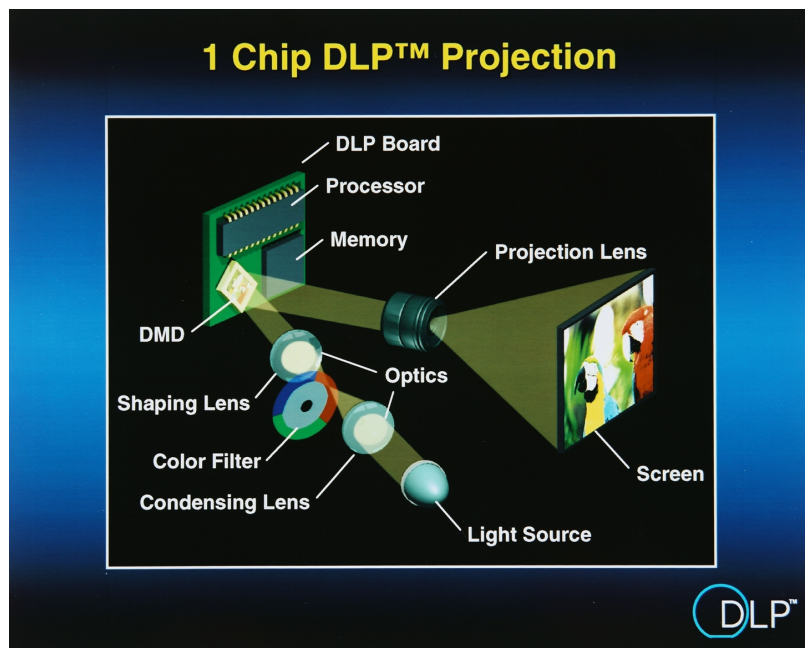 1 Chip DLP™ Projection
DLP Board
Processor
Memory
Projection Lens
DMD
Optics
Shaping Lens
Color Filter
Screen
Condensing Lens
Light Source
DLP™